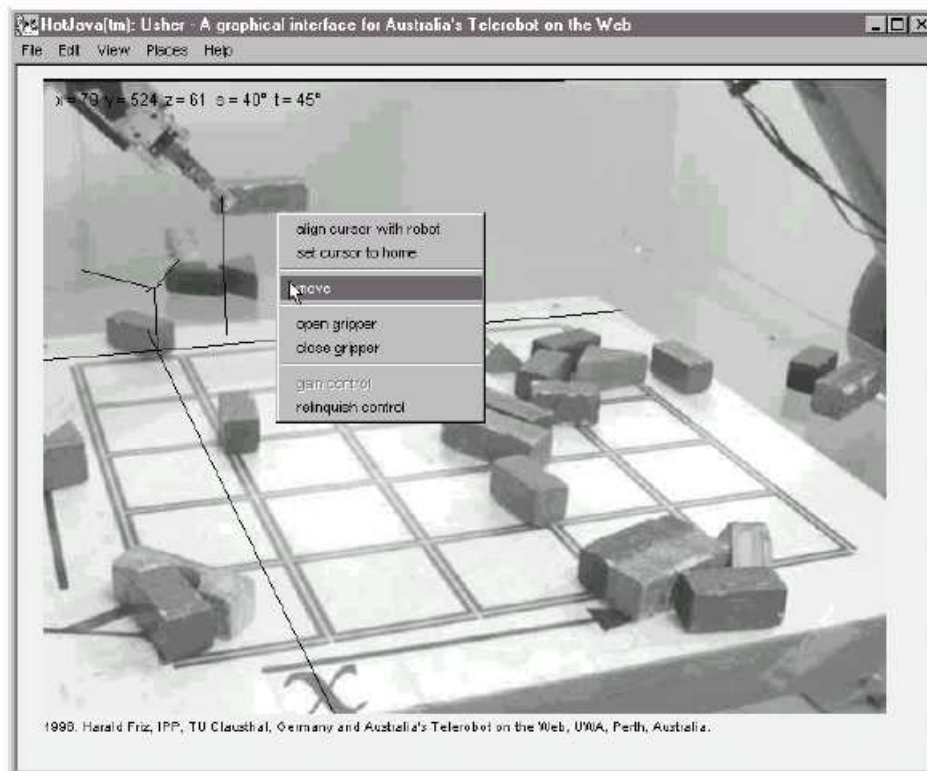 HotJava(tm): Usher - A graphical interface for Australia's Telerobot on the Web
File Edit View Places Help
x = 79 y = 524 z = 61 s = 40° t = 45°
align cursor with robot
set cursor to home
move
open gripper
close gripper
gain control
relinquish control
X
1998. Harald Friz, IPP, TU Clausthal, Germany and Australia's Telerobot on the Web, UWA, Perth, Australia.